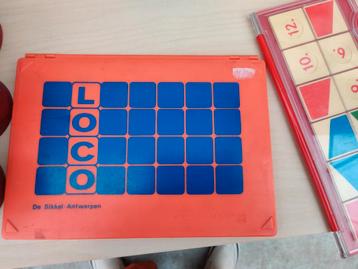 LOCO
De Sikkel - Antwerpen
12.
10.
9.